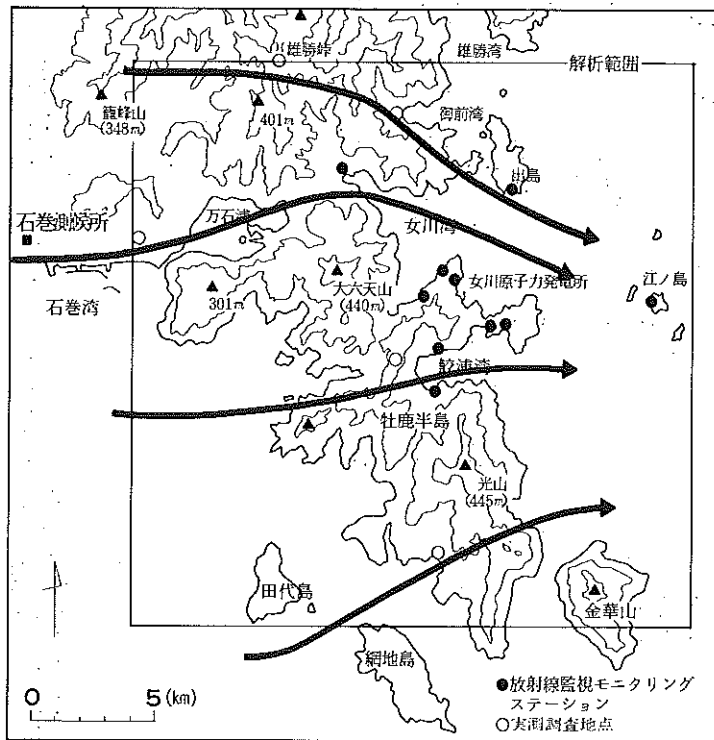 雄勝峠
雄勝湾
解析範囲
籠峰山
(348m)
401m
御前湾
出島
石巻測候所
万石浦
女川湾
石巻湾
301m
大六天山
(440m)
女川原子力発電所
江ノ島
鮫浦湾
牡鹿半島
光山
(445m)
田代島
金華山
網地島
0 5 (km)
●放射線監視モニタリング
ステーション
○実測調査地点